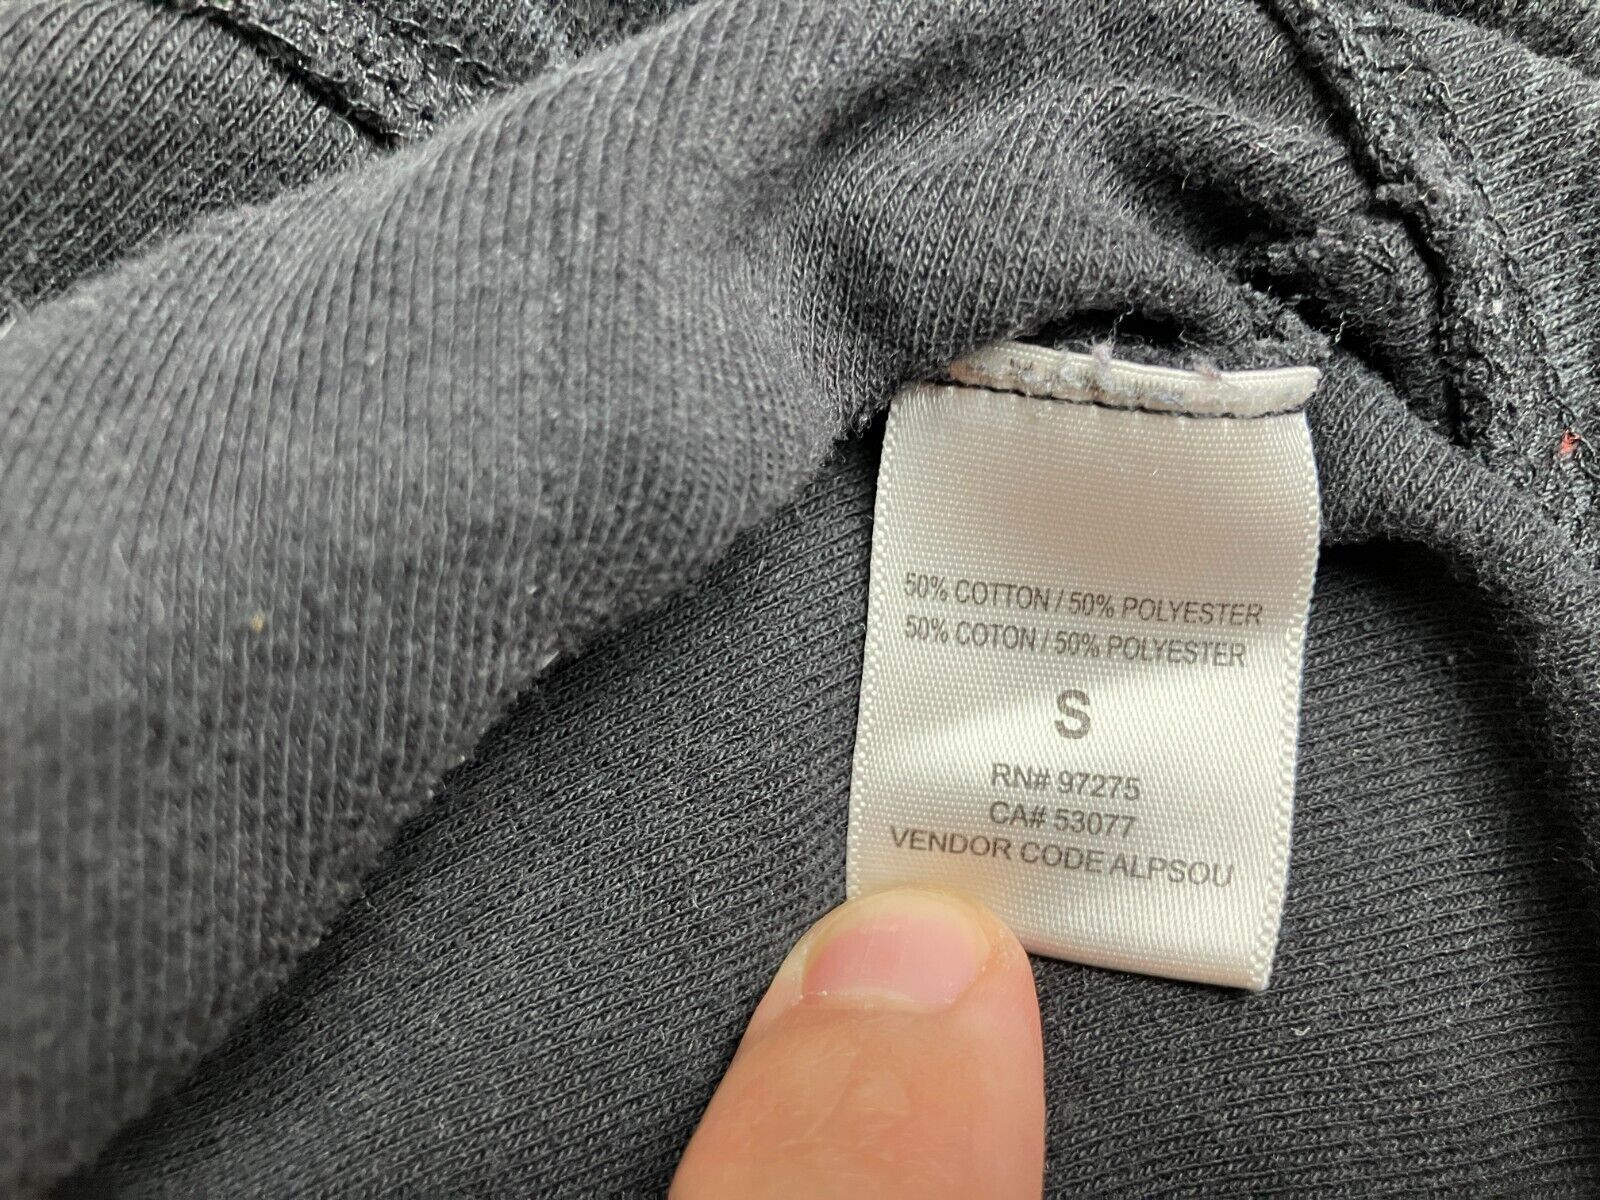 50% COTTON / 50% POLYESTER
50% COTON / 50% POLYESTER
S
RN# 97275
CA# 53077
VENDOR CODE ALPSOU